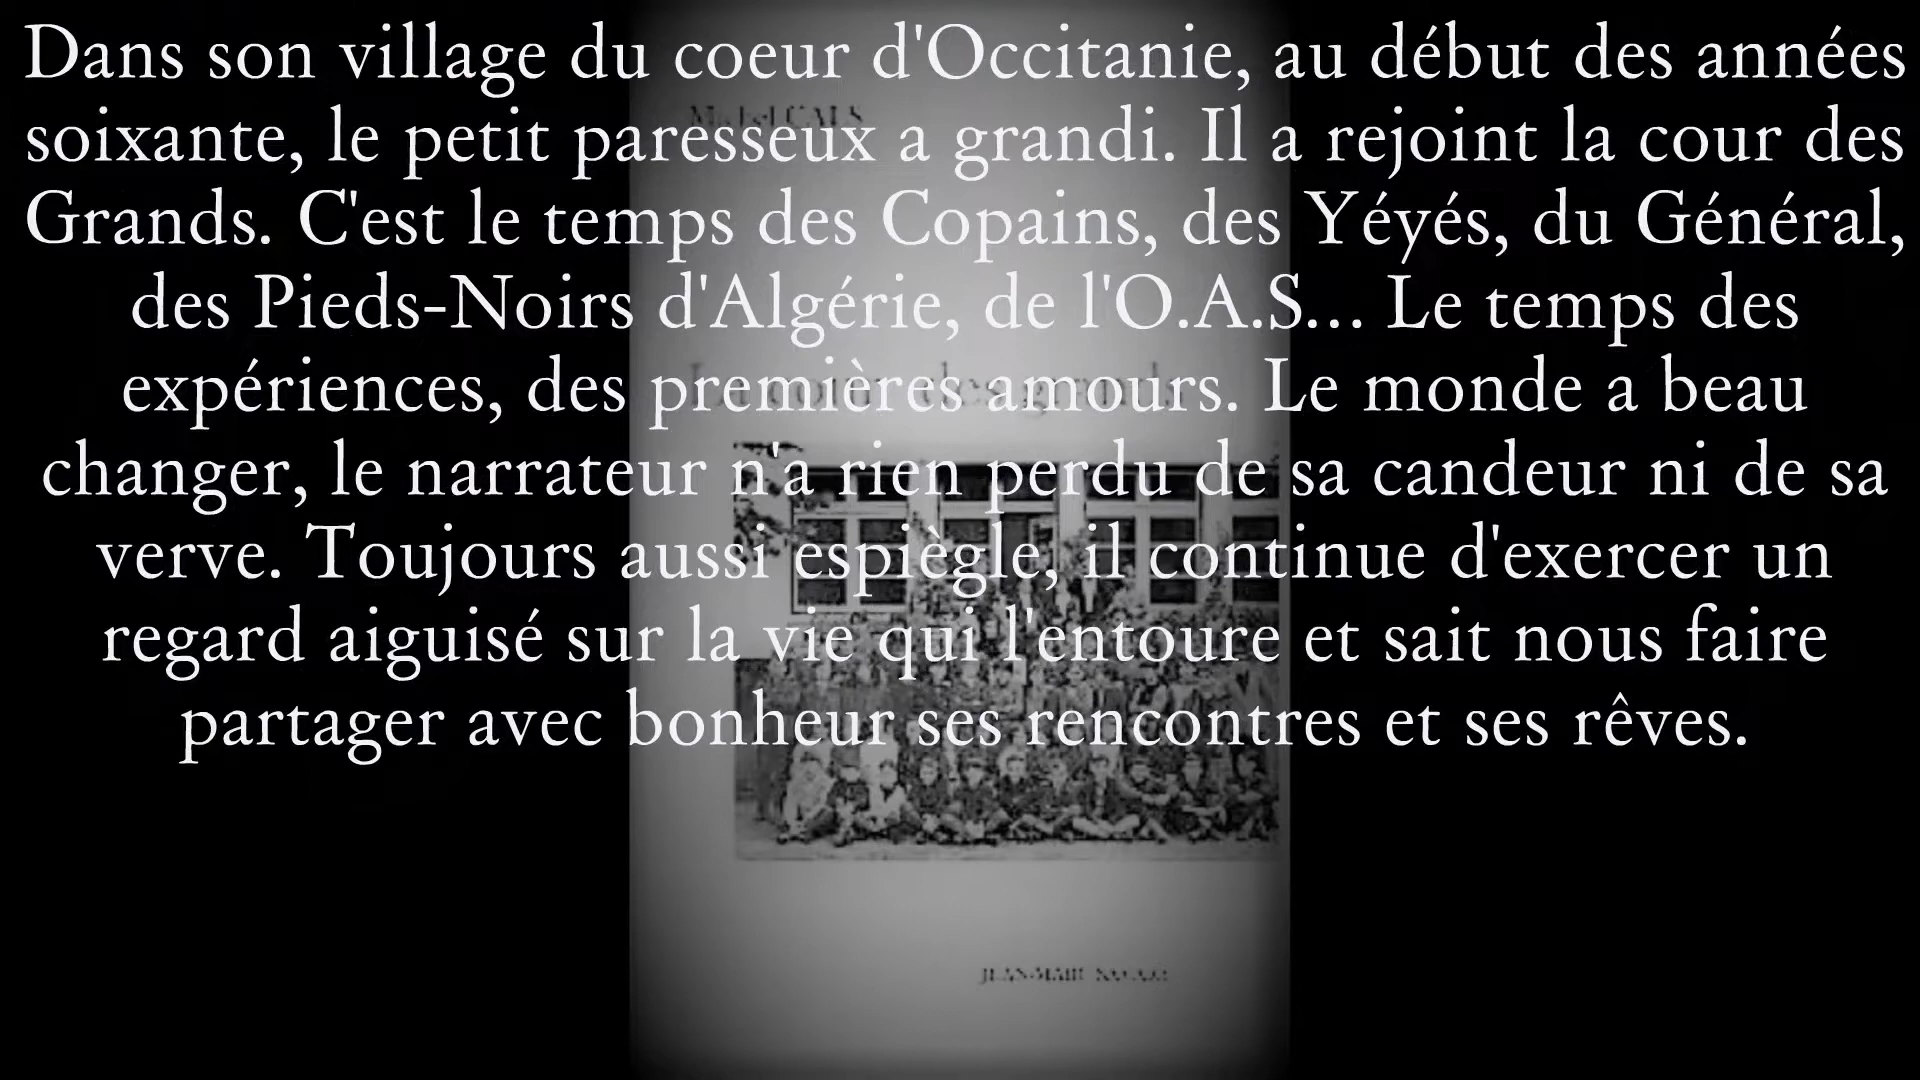 Dans son village du coeur d'Occitanie, au début des années
soixante, le petit paresseux a grandi. Il a rejoint la cour des
Grands. C'est le temps des Copains, des Yéyés, du Général,
des Pieds-Noirs d'Algérie, de l'O.A.S... Le temps des
expériences, des premières amours. Le monde a beau
changer, le narrateur n'a rien perdu de sa candeur ni de sa
verve. Toujours aussi espiègle, il continue d'exercer un
regard aiguisé sur la vie qui l'entoure et sait nous faire
partager avec bonheur ses rencontres et ses rêves.
Michel CALS